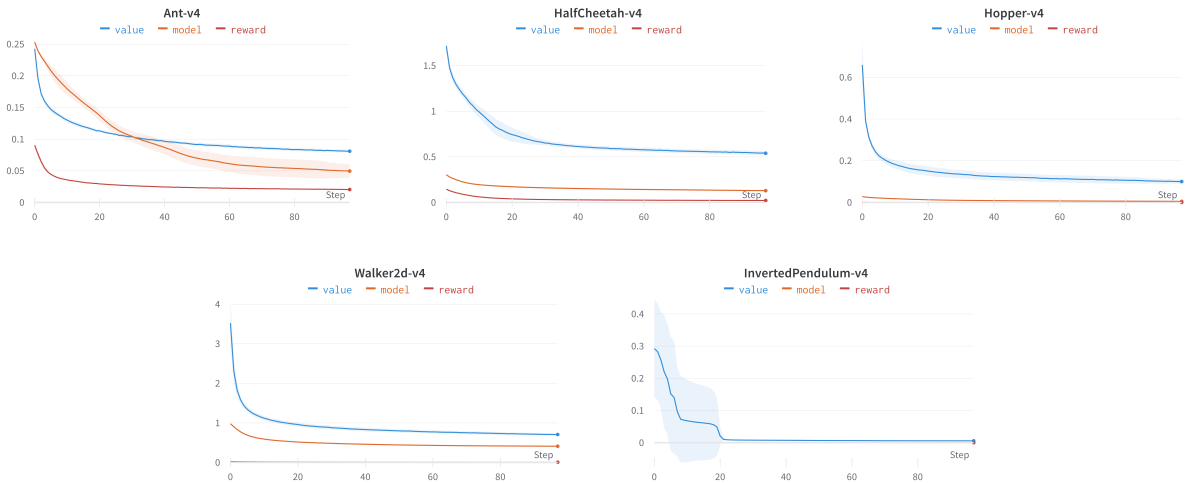 Ant-v4
value model reward
0.25
0.2
0.15
0.1
0.05
0
Step
0 20 40 60 80
HalfCheetah-v4
value model reward
1.5
1
0.5
0
Step
0 20 40 60 80
Hopper-v4
value model reward
0.6
0.4
0.2
0
Step
0 20 40 60 80
Walker2d-v4
value model reward
4
3
2
1
0
Step
0 20 40 60 80
InvertedPendulum-v4
value model reward
0.4
0.3
0.2
0.1
0
Step
0 20 40 60 80